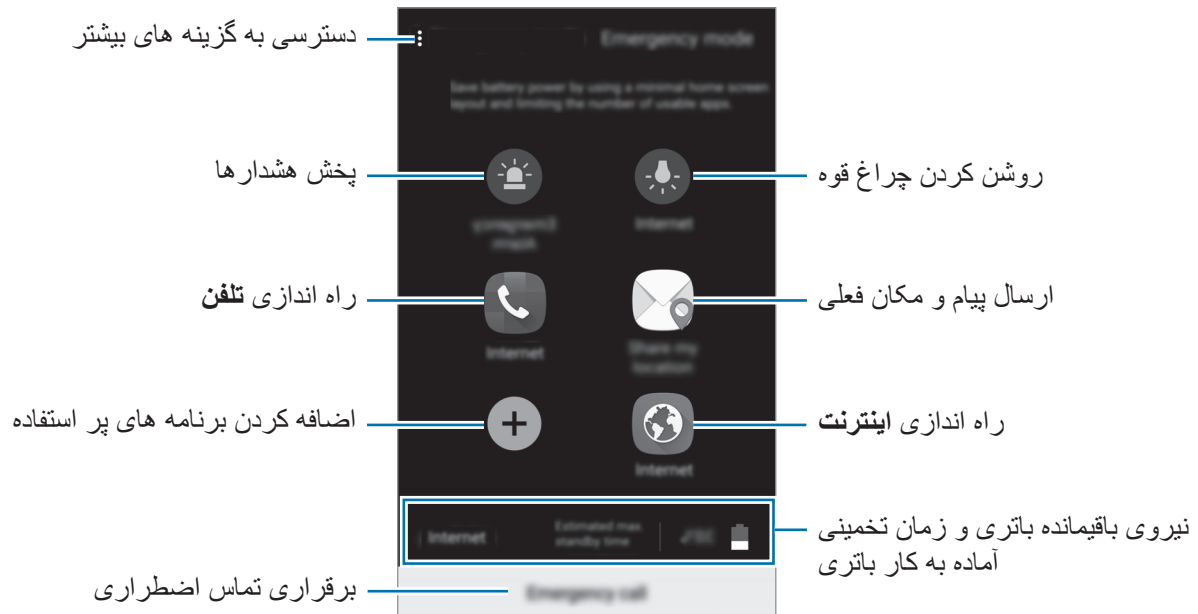 دسترسی به گزینه های بیشتر
Emergency mode
Save battery power by using a minimal home screen
layout and limiting the number of usable apps.
پخش هشدارها
روشن کردن چراغ قوه
Internet
راه اندازی تلفن
ارسال پیام و مکان فعلی
Internet
Share my
location
اضافه کردن برنامه های پر استفاده
راه اندازی اینترنت
Internet
نیروی باقیمانده باتری و زمان تخمینی
آماده به کار باتری
Internet
Estimated max
standby time
برقراری تماس اضطراری
Emergency call